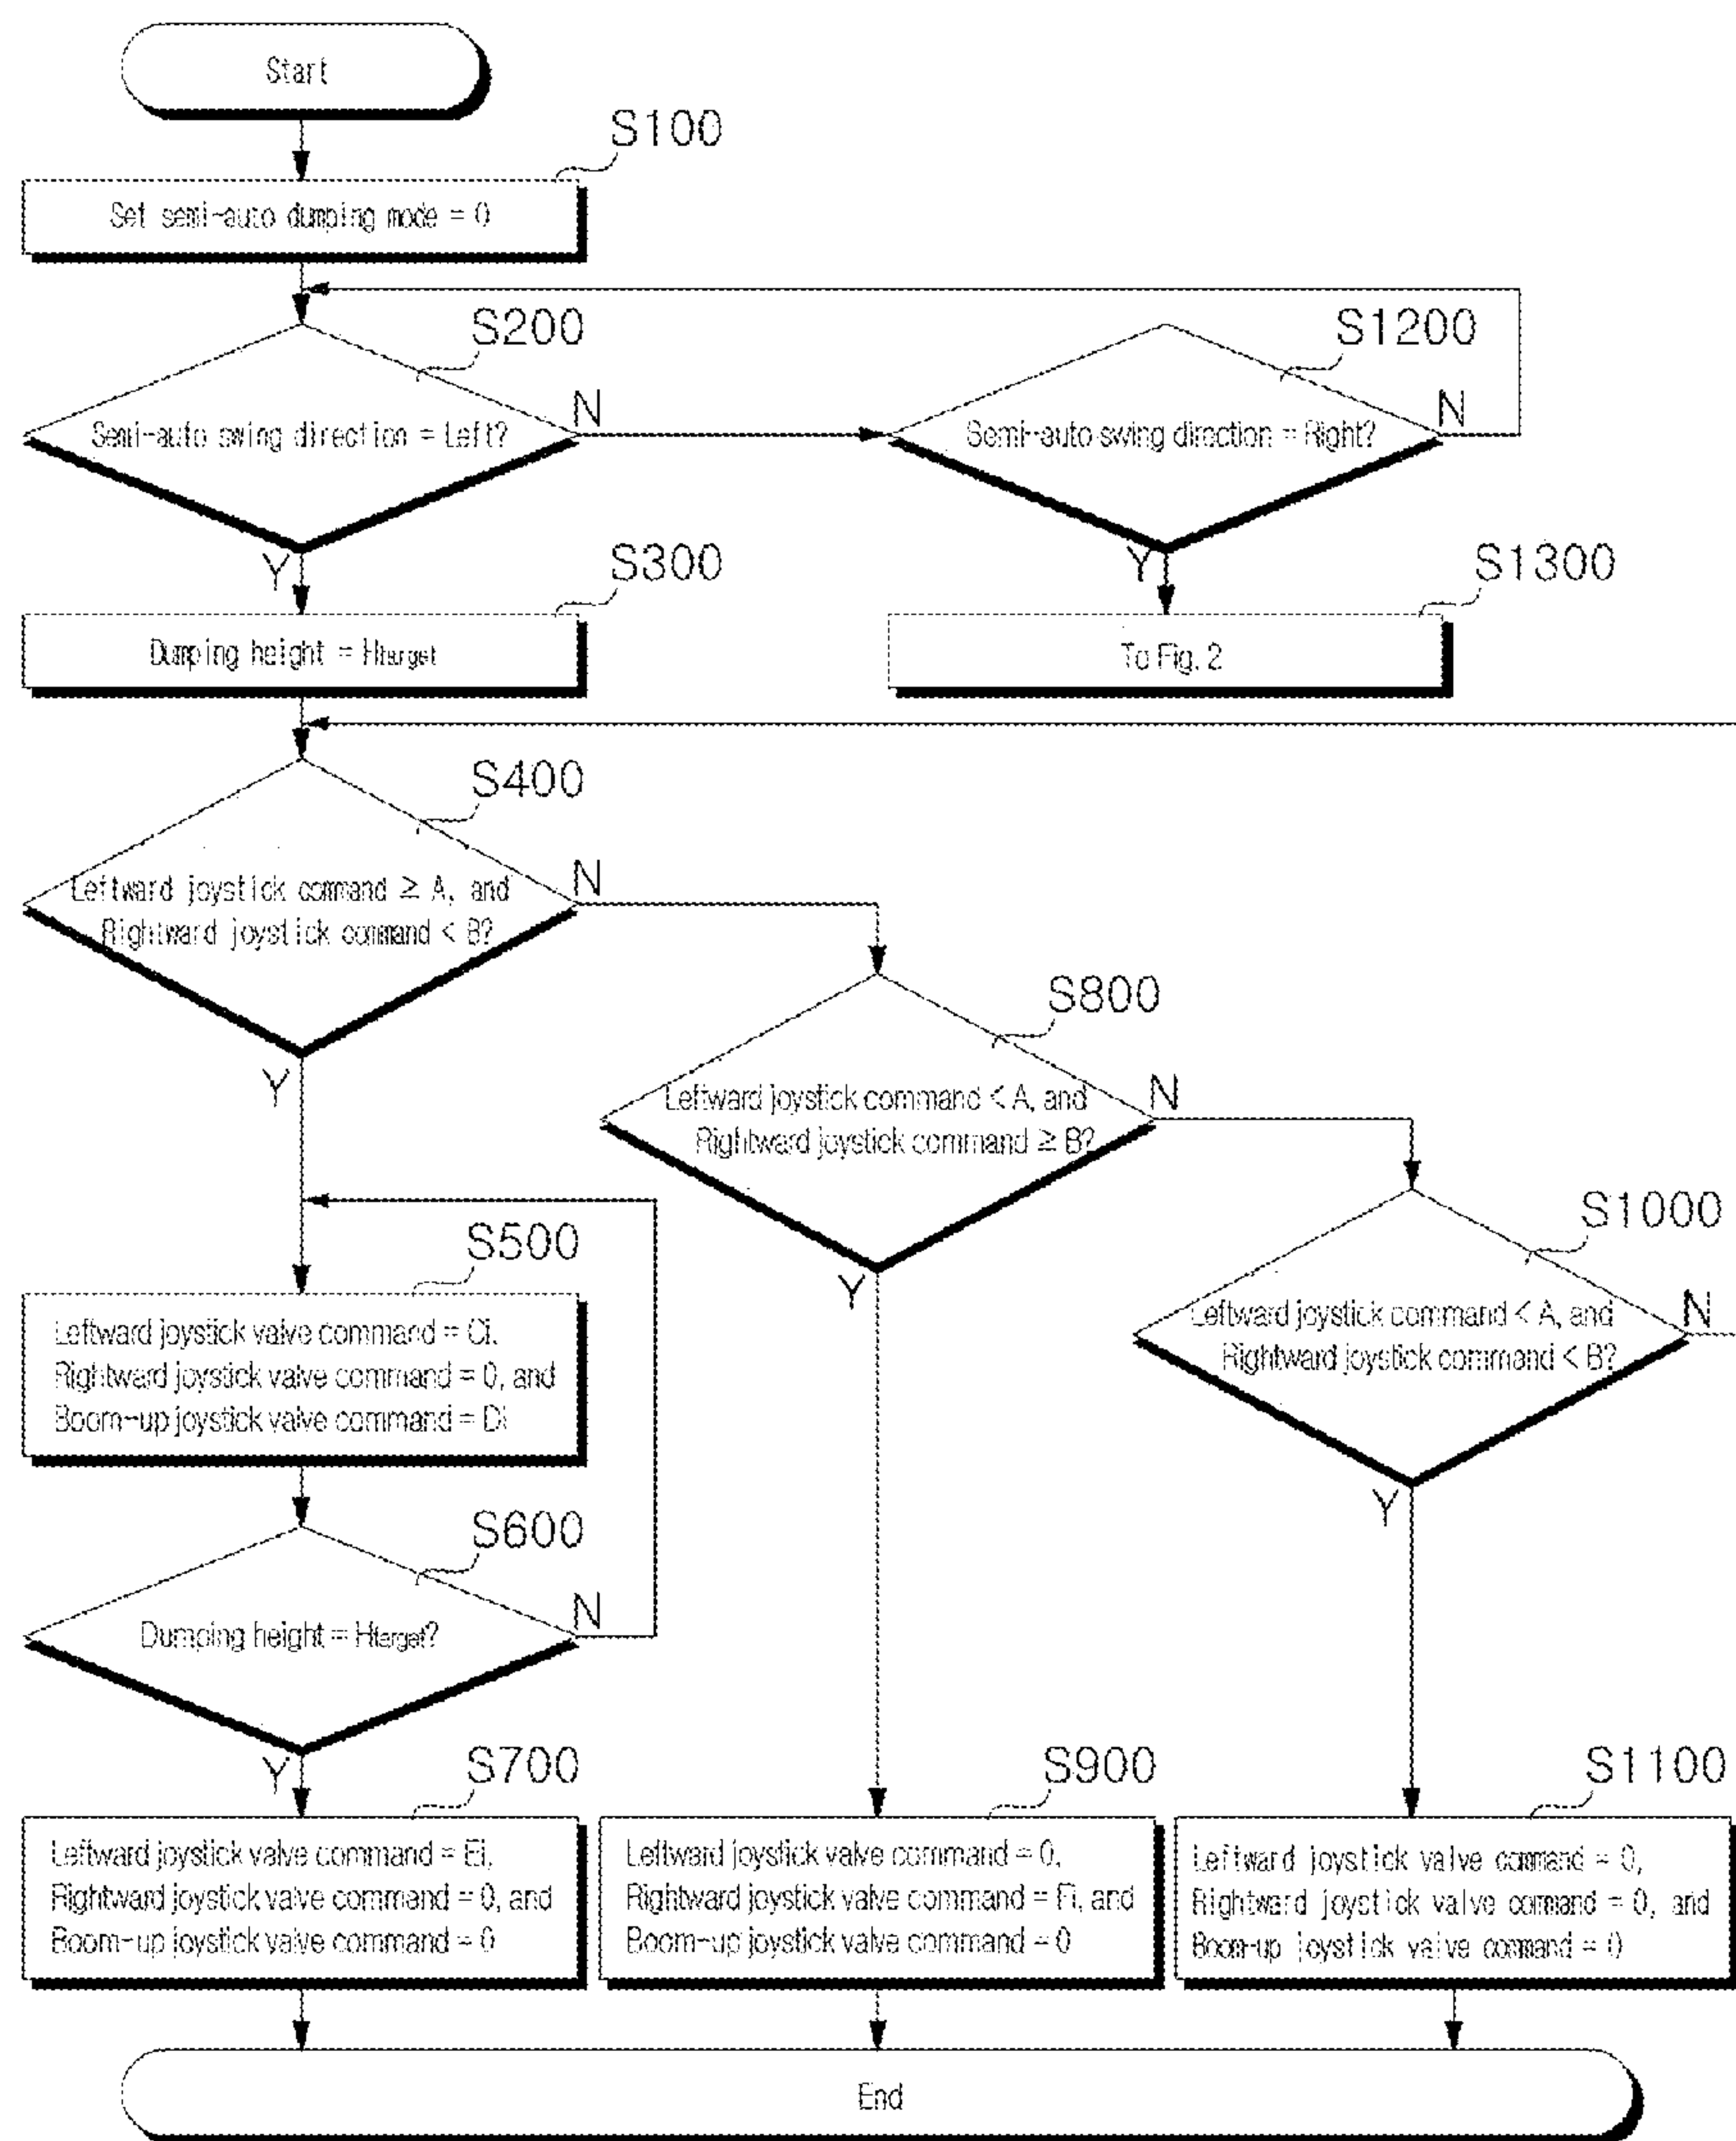 Start
S100
Set semi-auto dumping mode = 0
S200
Semi-auto swing direction = Left?
N
Y
S1200
Semi-auto swing direction = Right?
N
Y
S300
Dumping height = Htarget
S1300
To Fig. 2
S400
Leftward joystick command ≥ A, and
Rightward joystick command < B?
N
Y
S800
Leftward joystick command < A, and
Rightward joystick command ≥ B?
N
Y
S1000
Leftward joystick command < A, and
Rightward joystick command < B?
N
Y
S500
Leftward joystick valve command = Ci,
Rightward joystick valve command = 0, and
Boom-up joystick valve command = Di
S600
Dumping height = Htarget?
N
Y
S700
Leftward joystick valve command = Ei,
Rightward joystick valve command = 0, and
Boom-up joystick valve command = 0
S900
Leftward joystick valve command = 0,
Rightward joystick valve command = Fi, and
Boom-up joystick valve command = 0
S1100
Leftward joystick valve command = 0,
Rightward joystick valve command = 0, and
Boom-up joystick valve command = 0
End